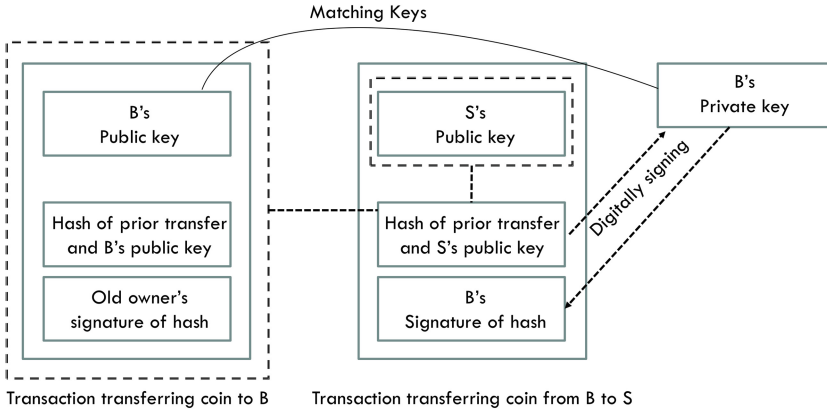 Matching Keys
B's
Public key
Hash of prior transfer
and B's public key
Old owner's
signature of hash
Transaction transferring coin to B
S's
Public key
Hash of prior transfer
and S's public key
B's
Signature of hash
Transaction transferring coin from B to S
B's
Private key
Digitally signing